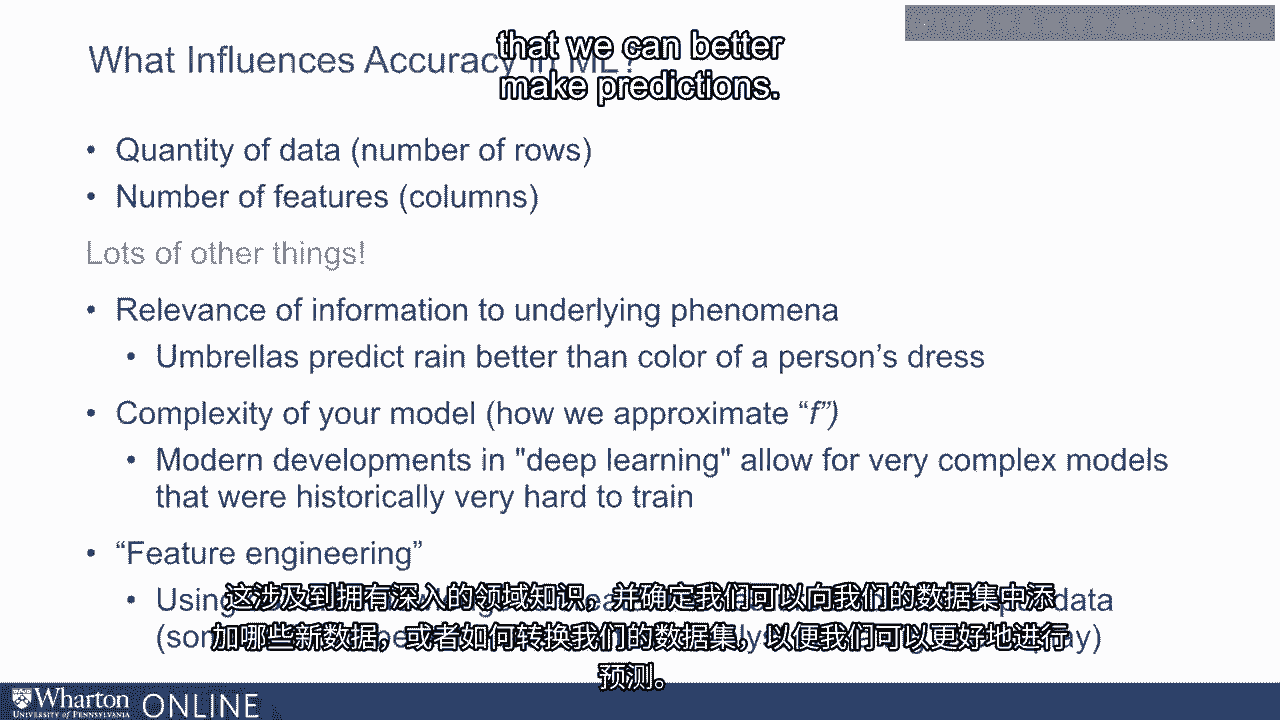 that we can better
make predictions.
What Influences Accuracy in ML?
• Quantity of data (number of rows)
• Number of features (columns)
Lots of other things!
• Relevance of information to underlying phenomena
• Umbrellas predict rain better than color of a person's dress
• Complexity of your model (how we approximate “f”)
• Modern developments in "deep learning" allow for very complex models
that were historically very hard to train
• “Feature engineering”
• Using data
这涉及到拥有深入的领域知识，并确定我们可以向我们的数据集中添
加哪些新数据，或者如何转换我们的数据集，以便我们可以更好地进行
预测。
Wharton ONLINE
UNIVERSITY of PENNSYLVANIA